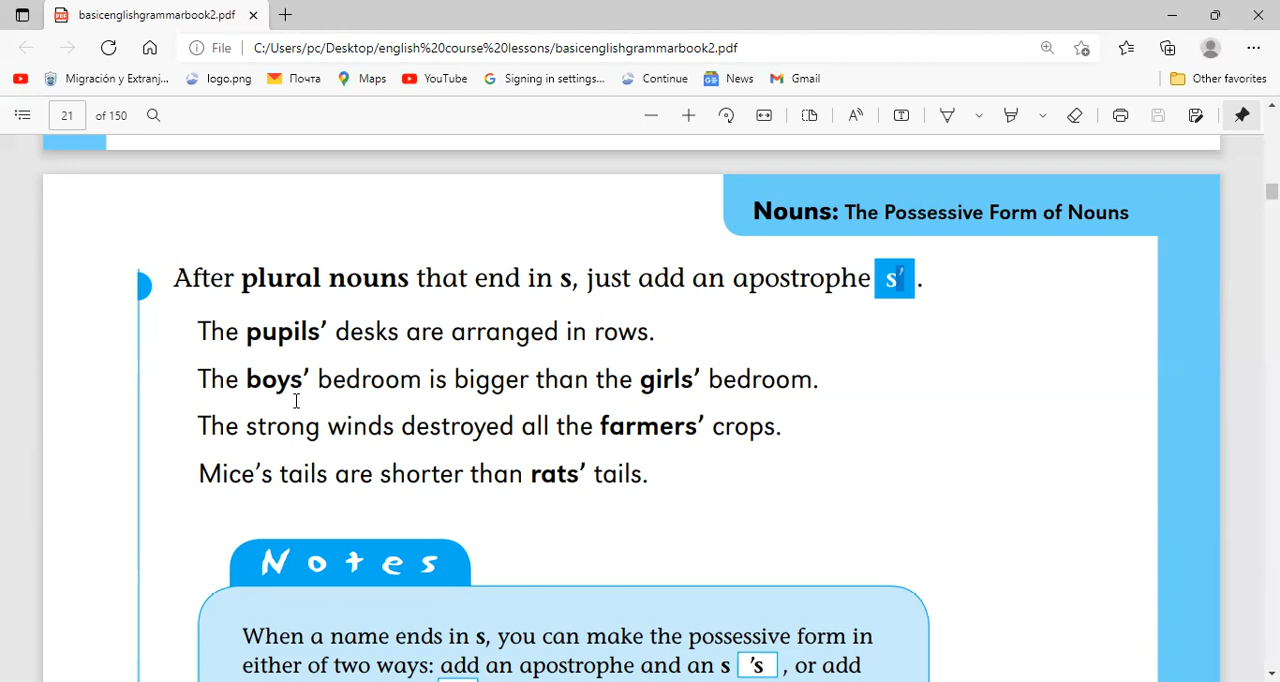 basicenglishgrammarbook2.pdf
File C:/Users/pc/Desktop/english%20course%20lessons/basicenglishgrammarbook2.pdf
Migración y Extranj... logo.png Почта Maps YouTube Signing in settings... Continue News Gmail Other favorites
21 of 150
Nouns: The Possessive Form of Nouns
After plural nouns that end in s, just add an apostrophe s’.
The pupils’ desks are arranged in rows.
The boys’ bedroom is bigger than the girls’ bedroom.
The strong winds destroyed all the farmers’ crops.
Mice’s tails are shorter than rats’ tails.
Notes
When a name ends in s, you can make the possessive form in
either of two ways: add an apostrophe and an s ’s, or add